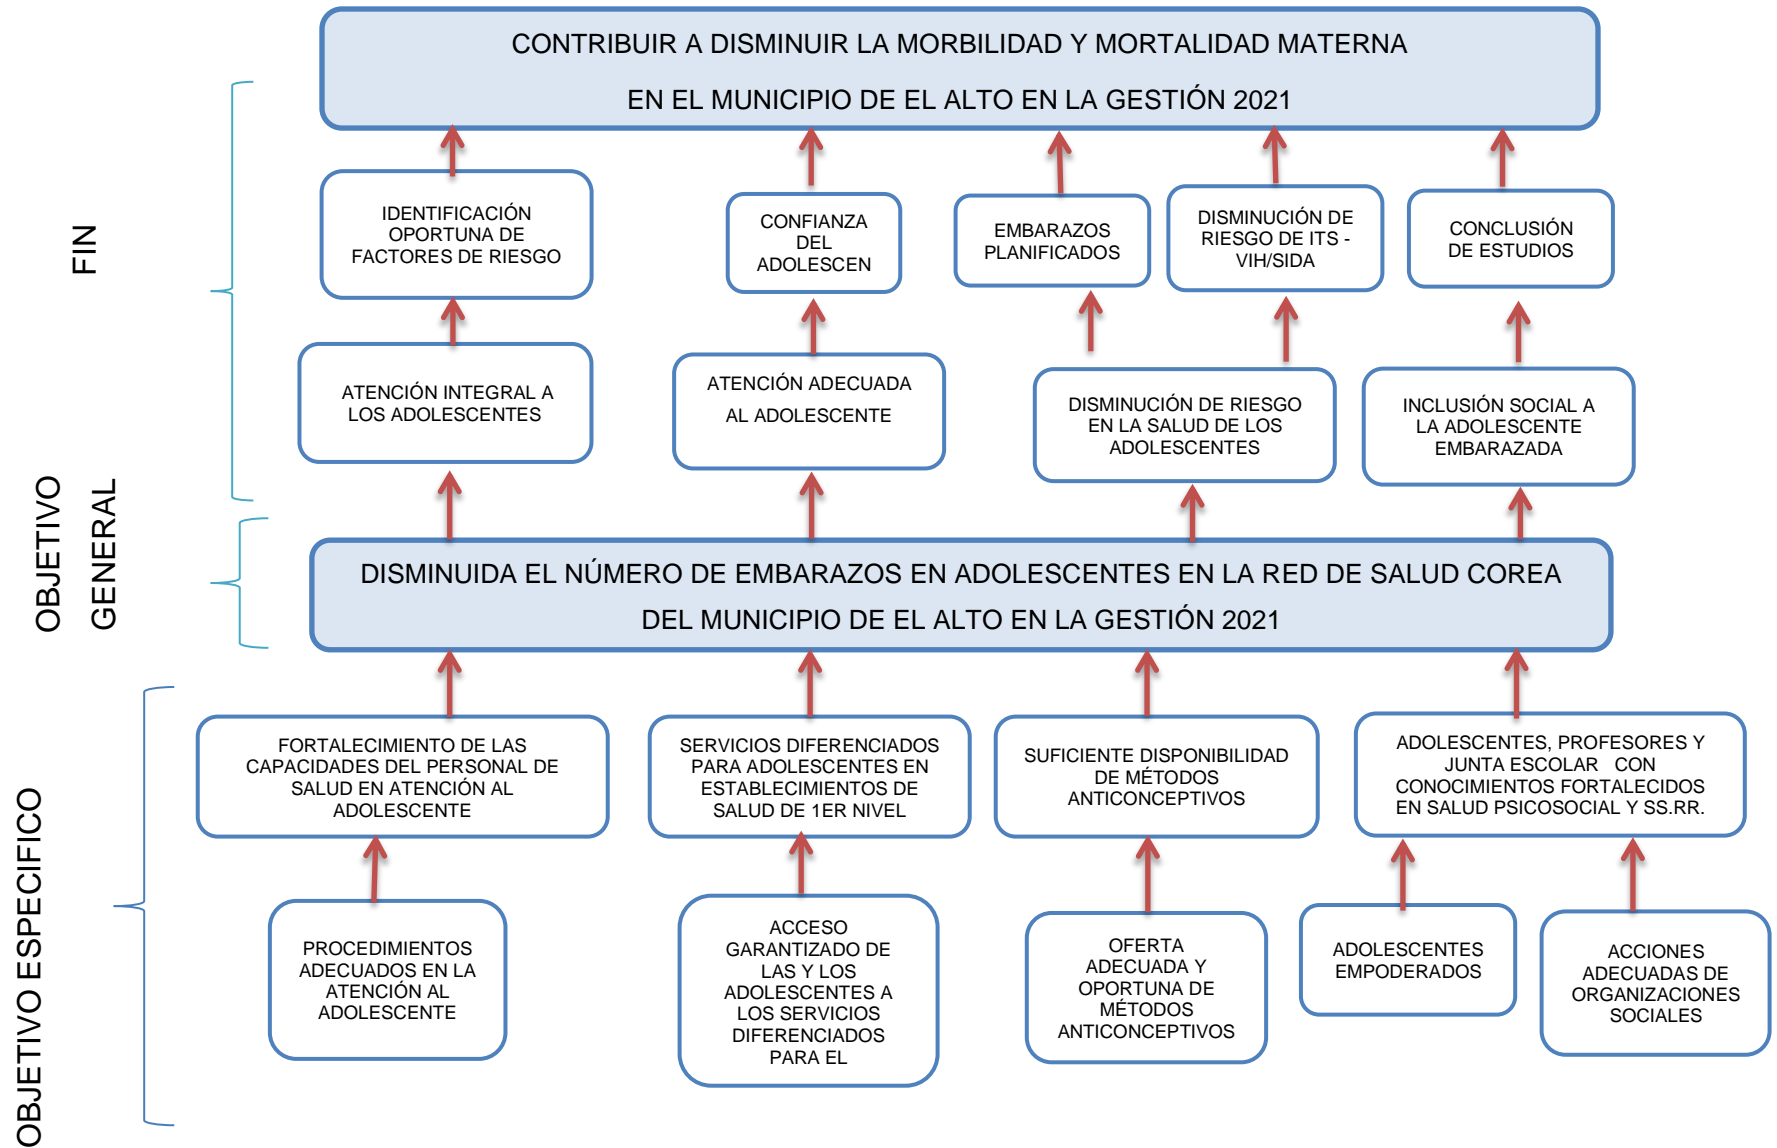 CONTRIBUIR A DISMINUIR LA MORBILIDAD Y MORTALIDAD MATERNA
EN EL MUNICIPIO DE EL ALTO EN LA GESTIÓN 2021
FIN
IDENTIFICACIÓN
OPORTUNA DE
FACTORES DE RIESGO
CONFIANZA
DEL
ADOLESCEN
EMBARAZOS
PLANIFICADOS
DISMINUCIÓN DE
RIESGO DE ITS -
VIH/SIDA
CONCLUSIÓN
DE ESTUDIOS
ATENCIÓN INTEGRAL A
LOS ADOLESCENTES
ATENCIÓN ADECUADA
AL ADOLESCENTE
DISMINUCIÓN DE RIESGO
EN LA SALUD DE LOS
ADOLESCENTES
INCLUSIÓN SOCIAL A
LA ADOLESCENTE
EMBARAZADA
OBJETIVO
GENERAL
DISMINUIDA EL NÚMERO DE EMBARAZOS EN ADOLESCENTES EN LA RED DE SALUD COREA
DEL MUNICIPIO DE EL ALTO EN LA GESTIÓN 2021
OBJETIVO ESPECIFICO
FORTALECIMIENTO DE LAS
CAPACIDADES DEL PERSONAL DE
SALUD EN ATENCIÓN AL
ADOLESCENTE
SERVICIOS DIFERENCIADOS
PARA ADOLESCENTES EN
ESTABLECIMIENTOS DE
SALUD DE 1ER NIVEL
SUFICIENTE DISPONIBILIDAD
DE MÉTODOS
ANTICONCEPTIVOS
ADOLESCENTES, PROFESORES Y
JUNTA ESCOLAR CON
CONOCIMIENTOS FORTALECIDOS
EN SALUD PSICOSOCIAL Y SS.RR.
PROCEDIMIENTOS
ADECUADOS EN LA
ATENCIÓN AL
ADOLESCENTE
ACCESO
GARANTIZADO DE
LAS Y LOS
ADOLESCENTES A
LOS SERVICIOS
DIFERENCIADOS
PARA EL
OFERTA
ADECUADA Y
OPORTUNA DE
MÉTODOS
ANTICONCEPTIVOS
ADOLESCENTES
EMPODERADOS
ACCIONES
ADECUADAS DE
ORGANIZACIONES
SOCIALES